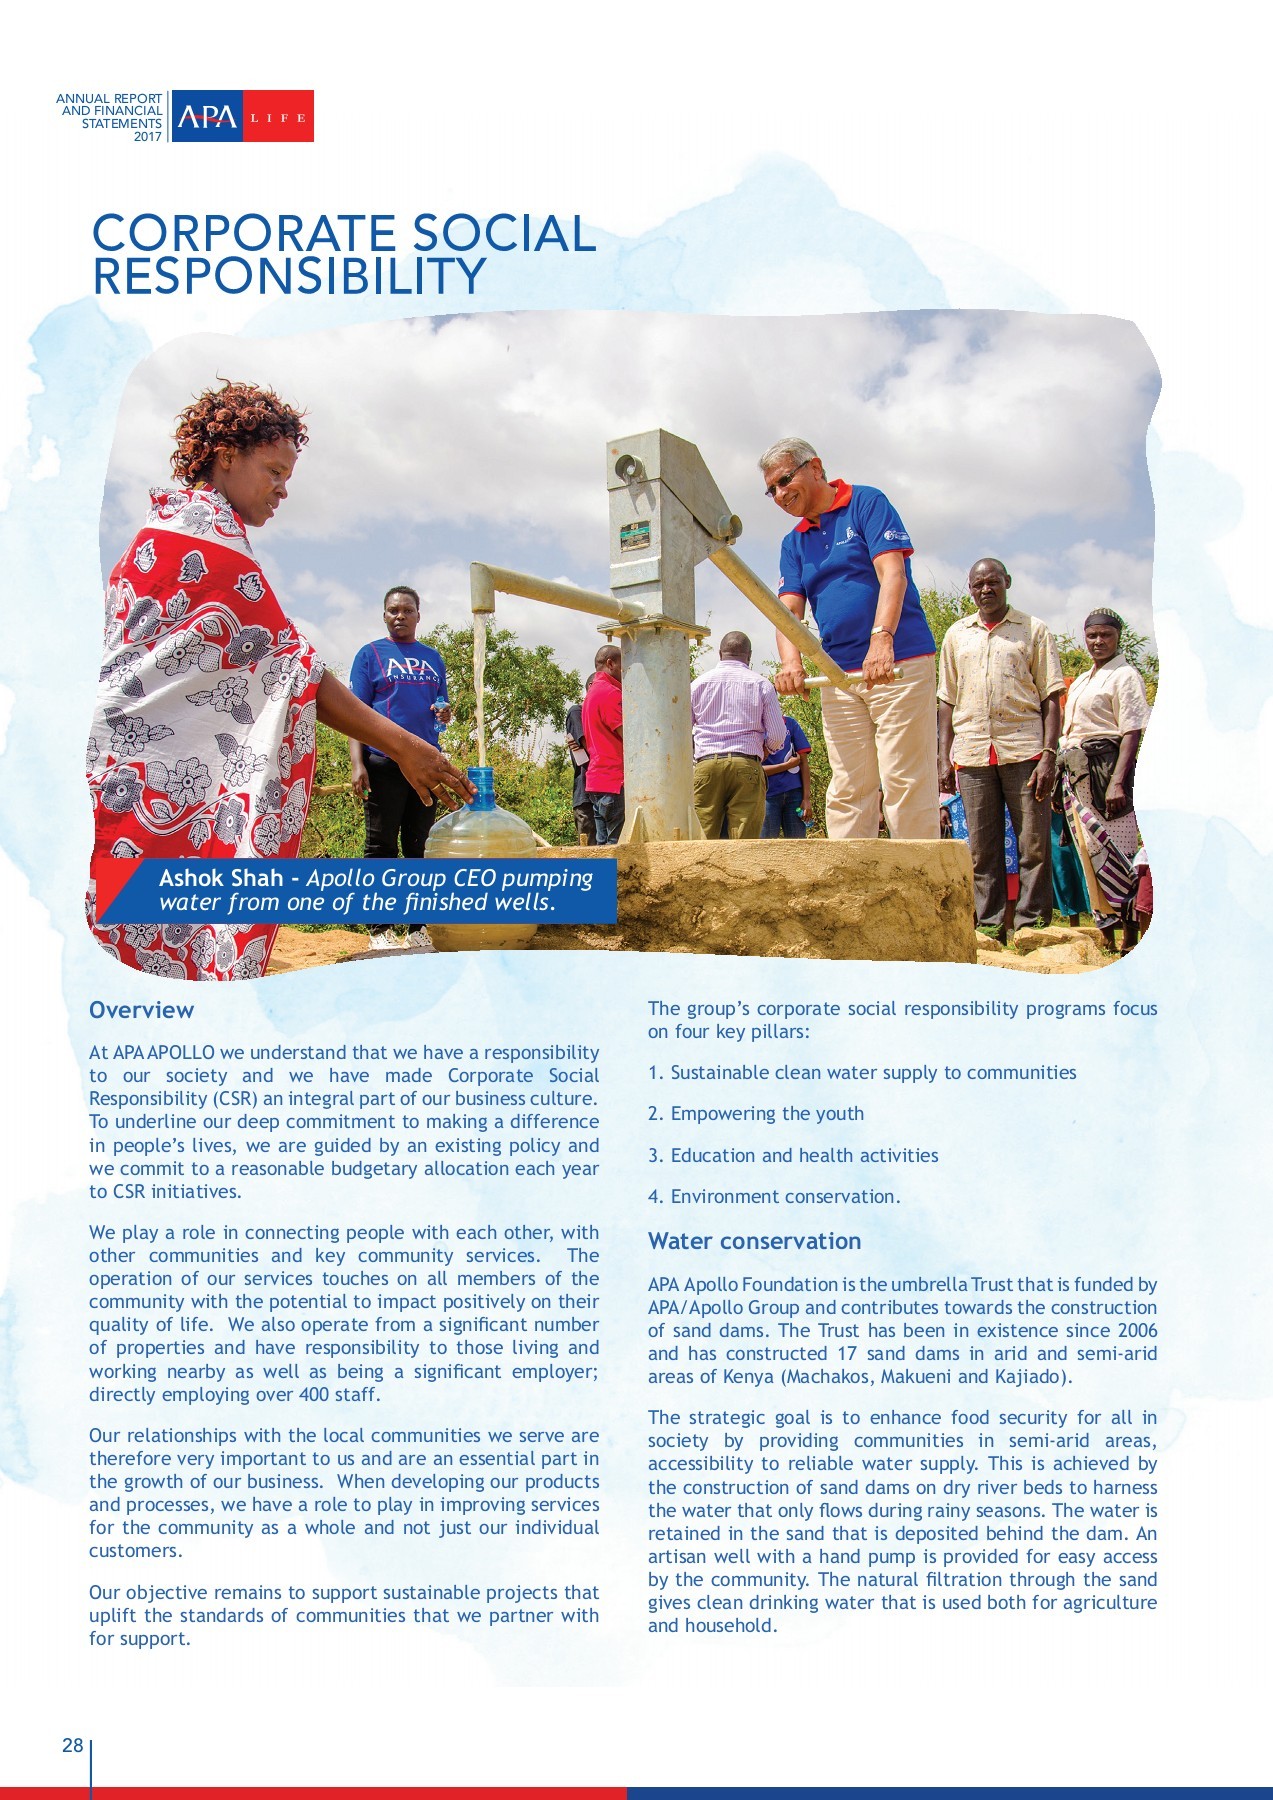 ANNUAL REPORT
AND FINANCIAL
STATEMENTS
2017
APA LIFE
CORPORATE SOCIAL
RESPONSIBILITY
APA
INSURANCE
Ashok Shah - Apollo Group CEO pumping
water from one of the finished wells.
Overview
At APA APOLLO we understand that we have a responsibility
to our society and we have made Corporate Social
Responsibility (CSR) an integral part of our business culture.
To underline our deep commitment to making a difference
in people's lives, we are guided by an existing policy and
we commit to a reasonable budgetary allocation each year
to CSR initiatives.
We play a role in connecting people with each other, with
other communities and key community services. The
operation of our services touches on all members of the
community with the potential to impact positively on their
quality of life. We also operate from a significant number
of properties and have responsibility to those living and
working nearby as well as being a significant employer;
directly employing over 400 staff.
Our relationships with the local communities we serve are
therefore very important to us and are an essential part in
the growth of our business. When developing our products
and processes, we have a role to play in improving services
for the community as a whole and not just our individual
customers.
Our objective remains to support sustainable projects that
uplift the standards of communities that we partner with
for support.
The group's corporate social responsibility programs focus
on four key pillars:
1. Sustainable clean water supply to communities
2. Empowering the youth
3. Education and health activities
4. Environment conservation.
Water conservation
APA Apollo Foundation is the umbrella Trust that is funded by
APA/Apollo Group and contributes towards the construction
of sand dams. The Trust has been in existence since 2006
and has constructed 17 sand dams in arid and semi-arid
areas of Kenya (Machakos, Makueni and Kajiado).
The strategic goal is to enhance food security for all in
society by providing communities in semi-arid areas,
accessibility to reliable water supply. This is achieved by
the construction of sand dams on dry river beds to harness
the water that only flows during rainy seasons. The water is
retained in the sand that is deposited behind the dam. An
artisan well with a hand pump is provided for easy access
by the community. The natural filtration through the sand
gives clean drinking water that is used both for agriculture
and household.
28